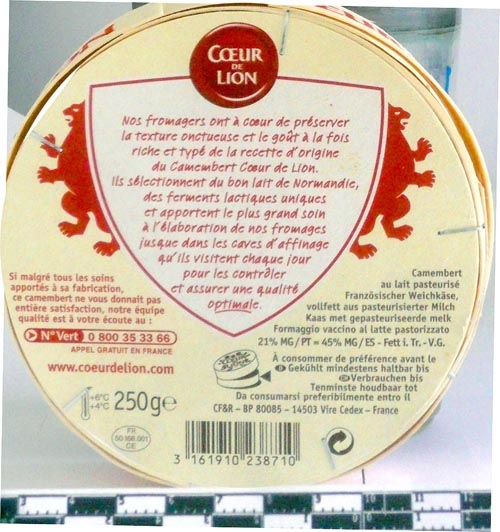 CŒUR
DE
LION
Nos fromagers ont à cœur de préserver
la texture onctueuse et le goût à la fois
riche et typé de la recette d'origine
du Camembert Cœur de Lion.
Ils sélectionnent du bon lait de Normandie,
des ferments lactiques uniques
et apportent le plus grand soin
à l'élaboration de nos fromages
jusque dans les caves d'affinage
qu'ils visitent chaque jour
pour les contrôler
et assurer une qualité
optimale.
Si malgré tous les soins
apportés à sa fabrication,
ce camembert ne vous donnait pas
entière satisfaction, notre équipe
qualité est à votre écoute au :
N° Vert 0 800 35 33 66
APPEL GRATUIT EN FRANCE
www.coeurdelion.com
Camembert
au lait pasteurisé
Französischer Weichkäse,
vollfett aus pasteurisierter Milch
Kaas met gepasteuriseerde melk
Formaggio vaccino al latte pastorizzato
21% MG/PT = 45% MG/ES - Fett i. Tr. - V.G.
À consommer de préférence avant le
Gekühlt mindestens haltbar bis
Verbrauchen bis
Tenminste houdbaar tot
Da consumarsi preferibilmente entro il
CF&R - BP 80085 - 14503 Vire Cedex - France
+6°C
+4°C
250g℮
FR
50.168.001
CE
3 161910 238710